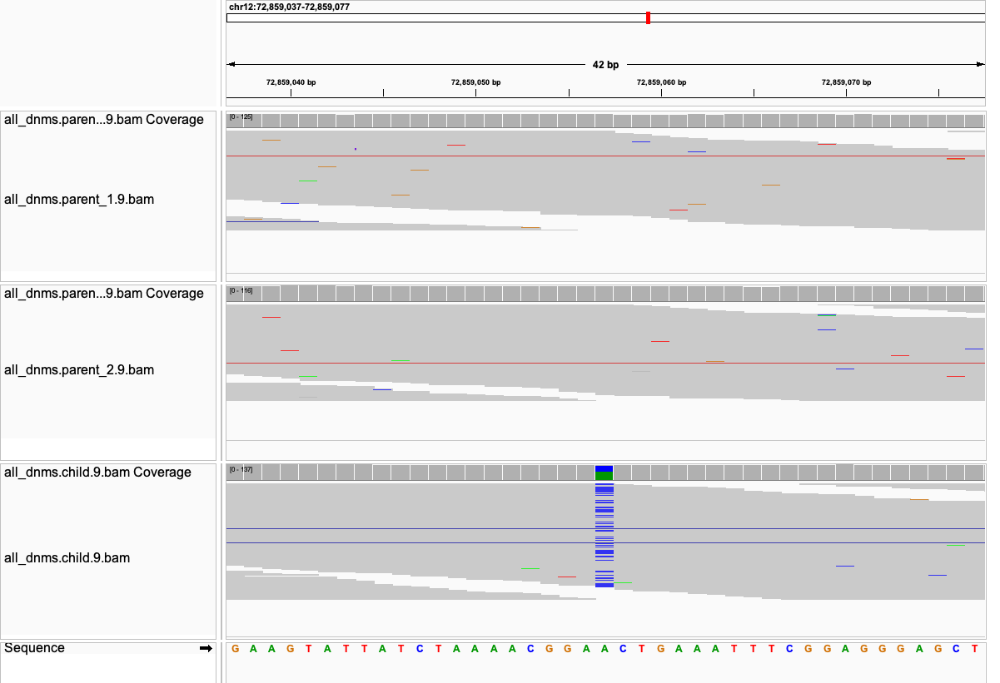 chr12:72,859,037-72,859,077
42 bp
72,859,040 bp 72,859,050 bp 72,859,060 bp 72,859,070 bp
all_dnms.paren...9.bam Coverage [0 - 125]
all_dnms.parent_1.9.bam
all_dnms.paren...9.bam Coverage [0 - 116]
all_dnms.parent_2.9.bam
all_dnms.child.9.bam Coverage [0 - 137]
all_dnms.child.9.bam
Sequence G A A G T A T T A T C T A A A A C G G A A C T G A A A T T T C G G A G G G A G C T